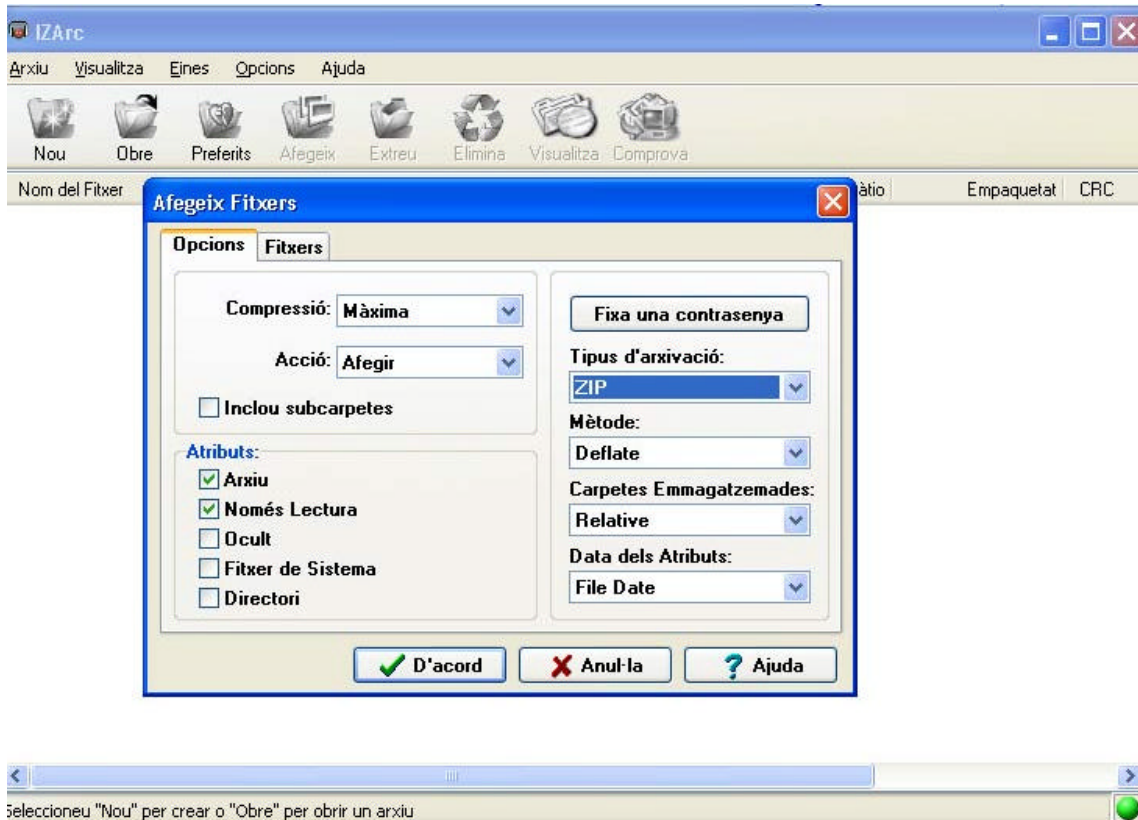 IZArc
Arxiu Visualitza Eines Opcions Ajuda
Nou Obre Preferits Afegeix Extreu Elimina Visualitza Comprova
Nom del Fitxer àtio Empaquetat CRC
Afegeix Fitxers
Opcions Fitxers
Compressió: Màxima
Acció: Afegir
Inclou subcarpetes
Atributs:
Arxiu
Només Lectura
Ocult
Fitxer de Sistema
Directori
Fixa una contrasenya
Tipus d'arxivació:
ZIP
Mètode:
Deflate
Carpetes Emmagatzemades:
Relative
Data dels Atributs:
File Date
D'acord Anul·la Ajuda
Seleccioneu "Nou" per crear o "Obre" per obrir un arxiu